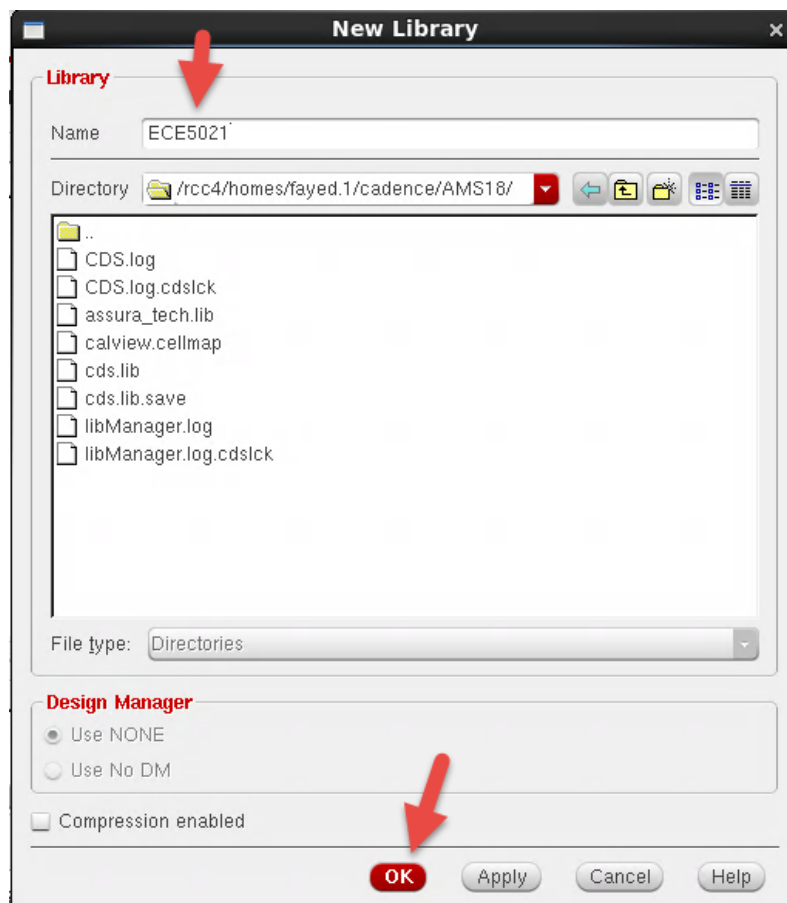 New Library
Library
Name ECE5021
Directory /rcc4/homes/fayed.1/cadence/AMS18/
..
CDS.log
CDS.log.cdslck
assura_tech.lib
calview.cellmap
cds.lib
cds.lib.save
libManager.log
libManager.log.cdslck
File type: Directories
Design Manager
Use NONE
Use No DM
Compression enabled
OK Apply Cancel Help